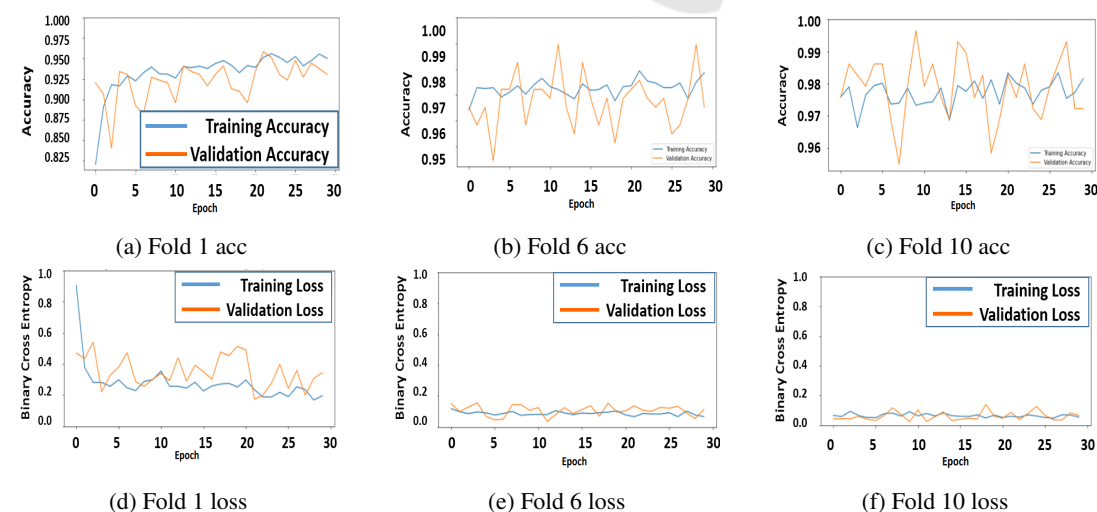 1.000
0.975
0.950
0.925
0.900
0.875
0.850
0.825
Accuracy
Training Accuracy
Validation Accuracy
0 5 10 15 20 25 30
Epoch
(a) Fold 1 acc
0.99
0.98
0.97
0.96
0.95
Accuracy
Training Accuracy
Validation Accuracy
0 5 10 15 20 25 30
Epoch
(b) Fold 6 acc
1.00
0.99
0.98
0.97
0.96
Accuracy
Training Accuracy
Validation Accuracy
0 5 10 15 20 25 30
Epoch
(c) Fold 10 acc
1.0
0.8
0.6
0.4
0.2
0.0
Binary Cross Entropy
Training Loss
Validation Loss
0 5 10 15 20 25 30
Epoch
(d) Fold 1 loss
1.0
0.8
0.6
0.4
0.2
0.0
Binary Cross Entropy
Training Loss
Validation Loss
0 5 10 15 20 25 30
Epoch
(e) Fold 6 loss
1.0
0.8
0.6
0.4
0.2
0.0
Binary Cross Entropy
Training Loss
Validation Loss
0 5 10 15 20 25 30
Epoch
(f) Fold 10 loss